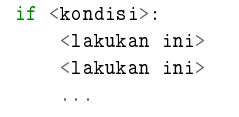 if <kondisi>:
    <lakukan ini>
    <lakukan ini>
    ...